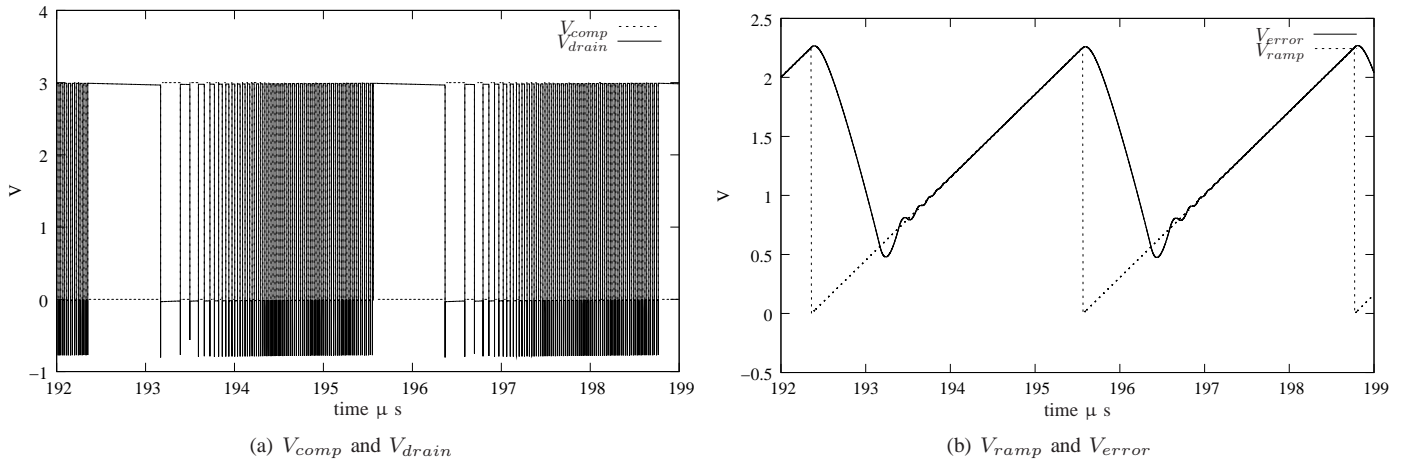 4
3
2
1
0
−1
V
192 193 194 195 196 197 198 199
time μ s
V_comp
V_drain
(a) V_comp and V_drain
2.5
2
1.5
1
0.5
0
−0.5
V
192 193 194 195 196 197 198 199
time μ s
V_error
V_ramp
(b) V_ramp and V_error